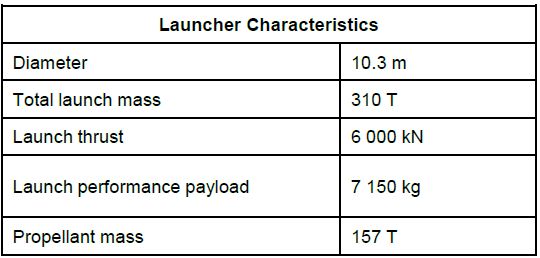 Launcher Characteristics
Diameter 10.3 m
Total launch mass 310 T
Launch thrust 6 000 kN
Launch performance payload 7 150 kg
Propellant mass 157 T